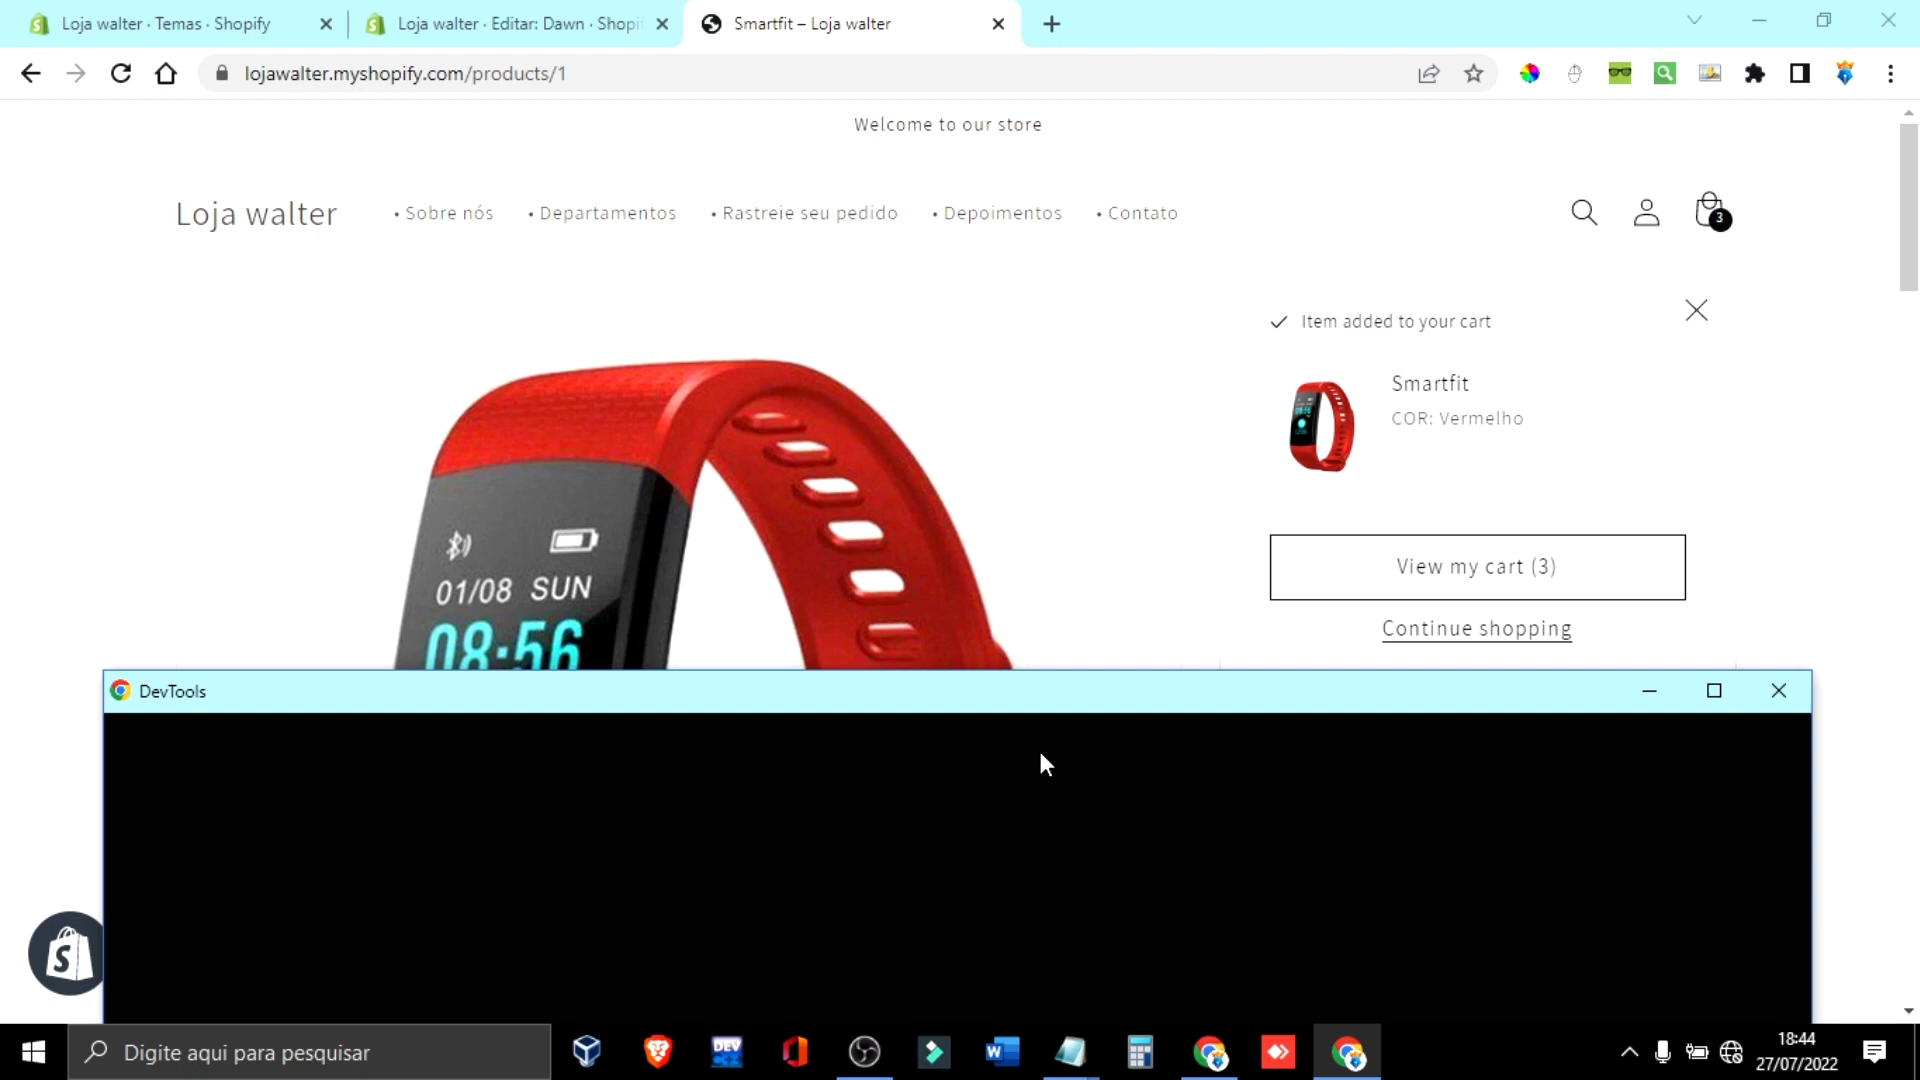 Loja walter · Temas · Shopify
Loja walter · Editar: Dawn · Shopi
Smartfit – Loja walter
lojawalter.myshopify.com/products/1
Welcome to our store
Loja walter
• Sobre nós
• Departamentos
• Rastreie seu pedido
• Depoimentos
• Contato
3
Item added to your cart
Smartfit
COR: Vermelho
View my cart (3)
Continue shopping
01/08 SUN
08:56
DevTools
Digite aqui para pesquisar
DEV
18:44
27/07/2022